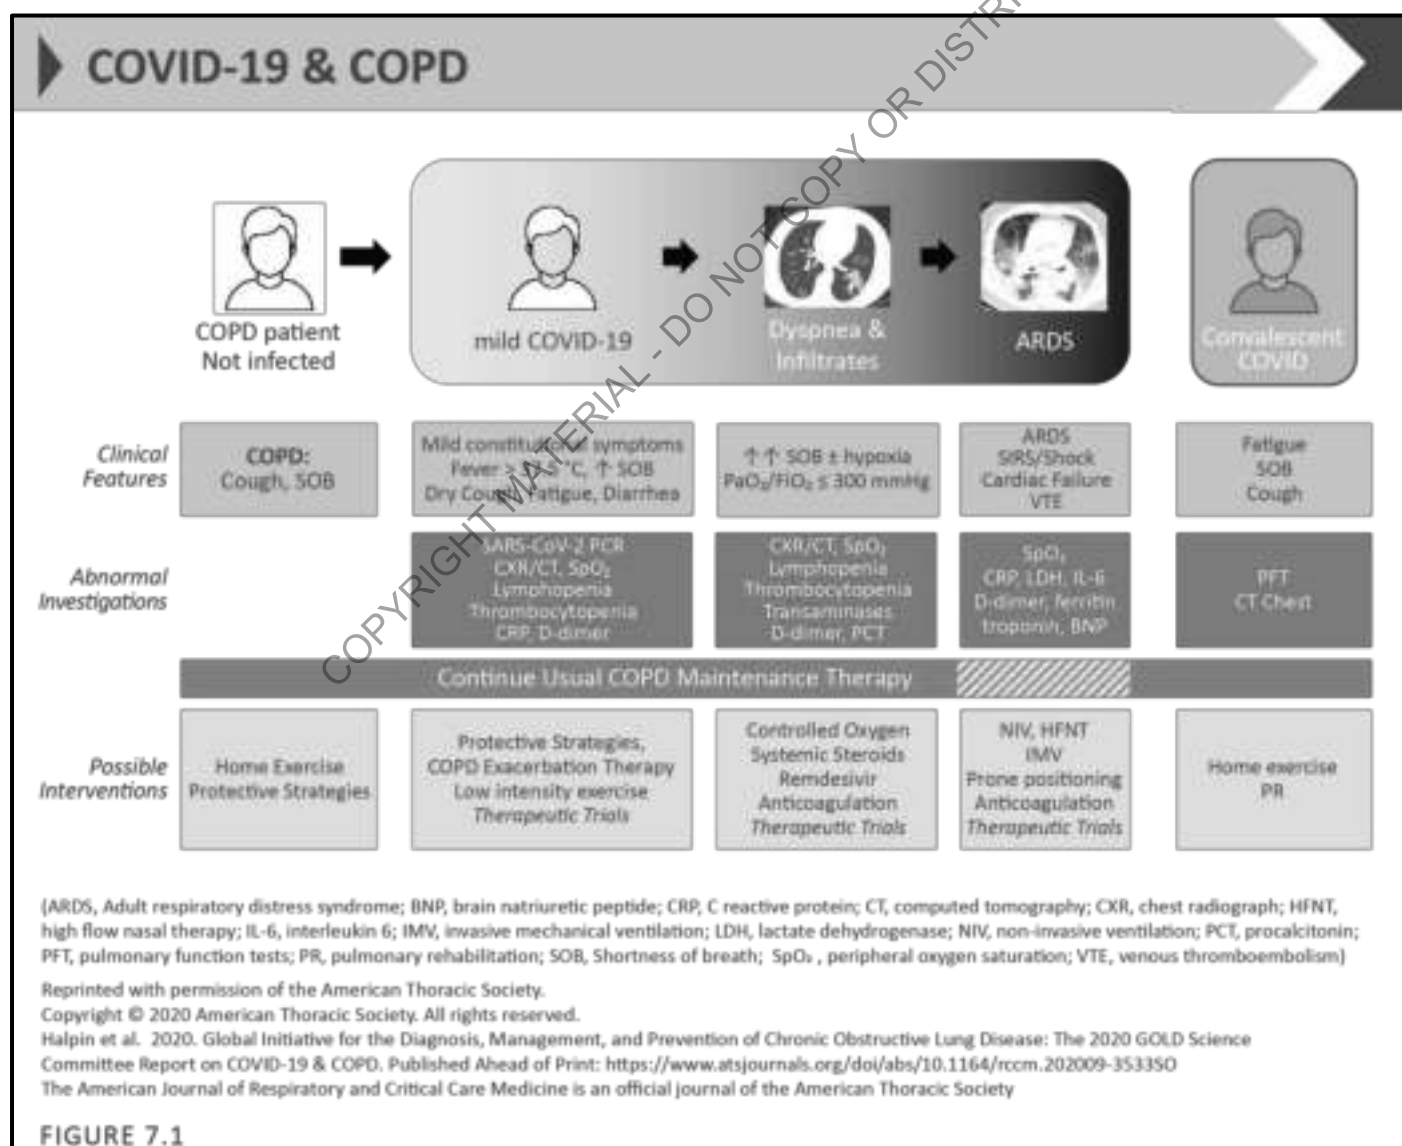 COVID-19 & COPD
COPYRIGHT MATERIAL - DO NOT COPY OR
COPD patient
Not infected
mild COVID-19
Dyspnea &
Infiltrates
ARDS
Convalescent
COVID
Clinical
Features
COPD:
Cough, SOB
Mild constitutional symptoms
Fever > °C, ↑ SOB
Dry Cough, Fatigue, Diarrhea
↑ ↑ SOB ± hypoxia
PaO₂/FiO₂ ≤ 300 mmHg
ARDS
SIRS/Shock
Cardiac Failure
VTE
Fatigue
SOB
Cough
Abnormal
Investigations
SARS-CoV-2 PCR
CXR/CT, SpO₂
Lymphopenia
Thrombocytopenia
CRP, D-dimer
CXR/CT, SpO₂
Lymphopenia
Thrombocytopenia
Transaminases
D-dimer, PCT
SpO₂
CRP, LDH, IL-6
D-dimer, ferritin
troponin, BNP
PFT
CT Chest
Continue Usual COPD Maintenance Therapy
Possible
Interventions
Home Exercise
Protective Strategies
Protective Strategies,
COPD Exacerbation Therapy
Low intensity exercise
Therapeutic Trials
Controlled Oxygen
Systemic Steroids
Remdesivir
Anticoagulation
Therapeutic Trials
NIV, HFNT
IMV
Prone positioning
Anticoagulation
Therapeutic Trials
Home exercise
PR
(ARDS, Adult respiratory distress syndrome; BNP, brain natriuretic peptide; CRP, C reactive protein; CT, computed tomography; CXR, chest radiograph; HFNT,
high flow nasal therapy; IL-6, interleukin 6; IMV, invasive mechanical ventilation; LDH, lactate dehydrogenase; NIV, non-invasive ventilation; PCT, procalcitonin;
PFT, pulmonary function tests; PR, pulmonary rehabilitation; SOB, Shortness of breath; SpO₂ , peripheral oxygen saturation; VTE, venous thromboembolism)
Reprinted with permission of the American Thoracic Society.
Copyright © 2020 American Thoracic Society. All rights reserved.
Halpin et al. 2020. Global Initiative for the Diagnosis, Management, and Prevention of Chronic Obstructive Lung Disease: The 2020 GOLD Science
Committee Report on COVID-19 & COPD. Published Ahead of Print: https://www.atsjournals.org/doi/abs/10.1164/rccm.202009-3533SO
The American Journal of Respiratory and Critical Care Medicine is an official journal of the American Thoracic Society
FIGURE 7.1